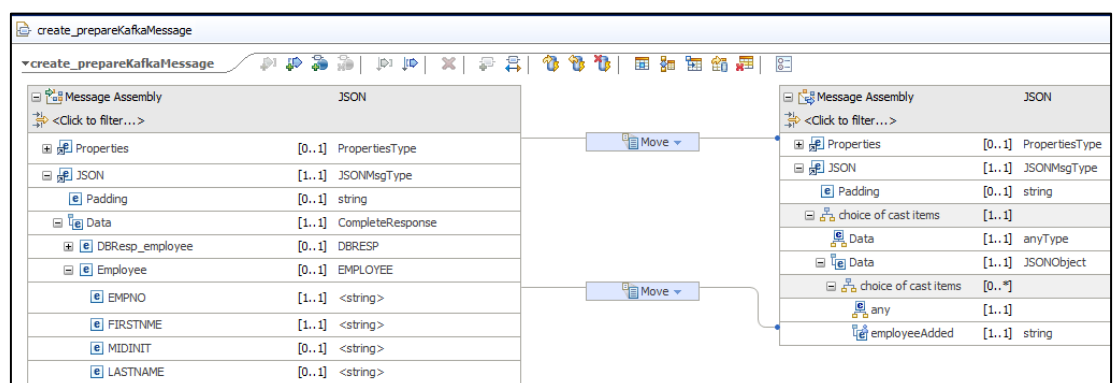 create_prepareKafkaMessage
create_prepareKafkaMessage
Message Assembly JSON
<Click to filter...>
Properties [0..1] PropertiesType
JSON [1..1] JSONMsgType
Padding [0..1] string
Data [1..1] CompleteResponse
DBResp_employee [0..1] DBRESP
Employee [0..1] EMPLOYEE
EMPNO [1..1] <string>
FIRSTNME [1..1] <string>
MIDINIT [0..1] <string>
LASTNAME [0..1] <string>
Move
Move
Message Assembly JSON
<Click to filter...>
Properties [0..1] PropertiesType
JSON [1..1] JSONMsgType
Padding [0..1] string
choice of cast items [1..1]
Data [1..1] anyType
Data [1..1] JSONObject
choice of cast items [0..*]
any [1..1]
employeeAdded [1..1] string